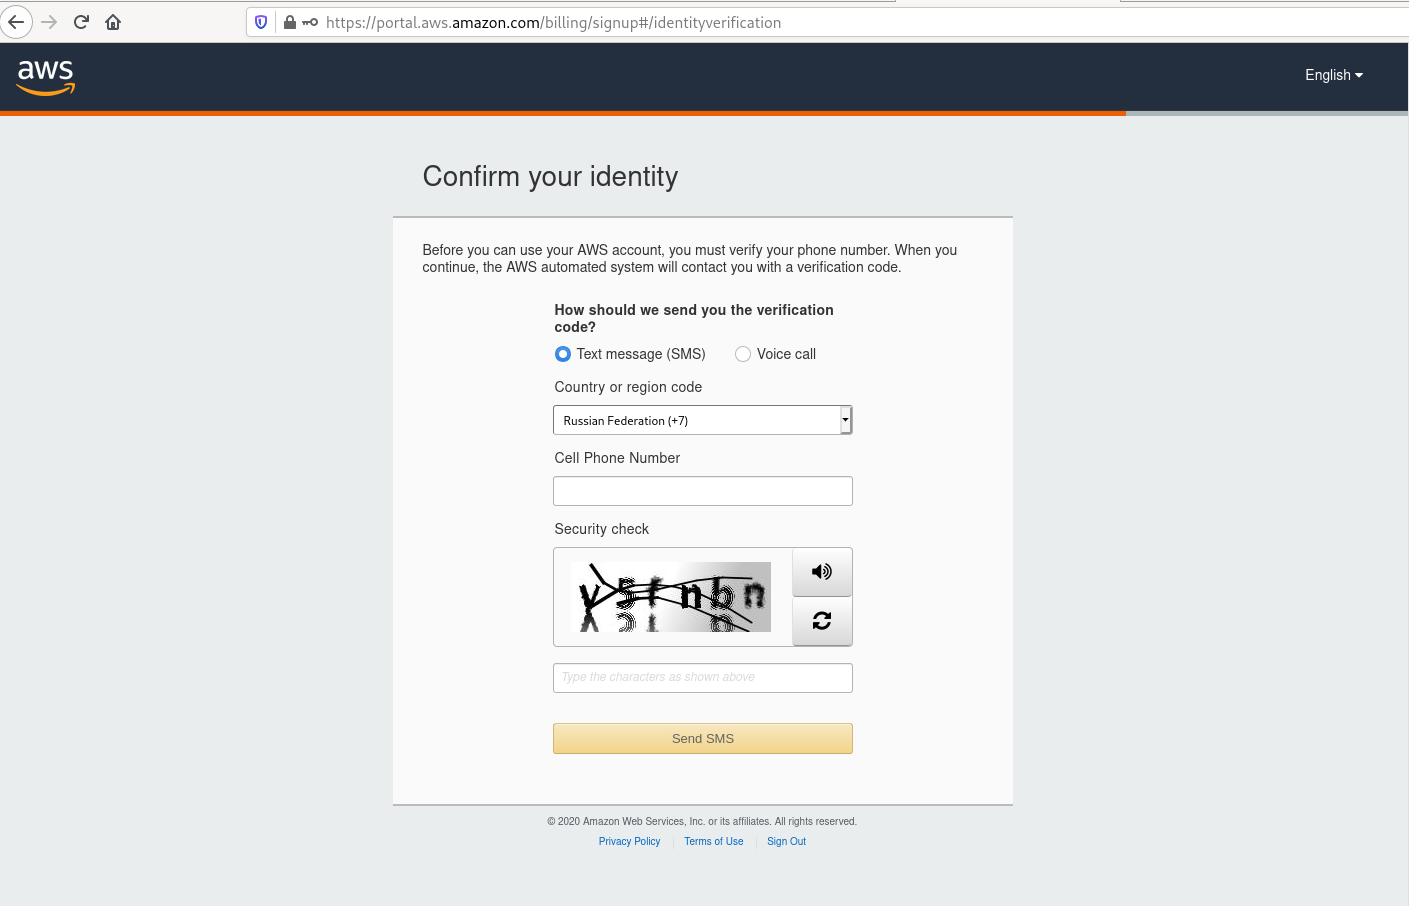 https://portal.aws.amazon.com/billing/signup#/identityverification
aws
English
Confirm your identity
Before you can use your AWS account, you must verify your phone number. When you
continue, the AWS automated system will contact you with a verification code.
How should we send you the verification
code?
Text message (SMS) Voice call
Country or region code
Russian Federation (+7)
Cell Phone Number
Security check
Type the characters as shown above
Send SMS
© 2020 Amazon Web Services, Inc. or its affiliates. All rights reserved.
Privacy Policy | Terms of Use | Sign Out